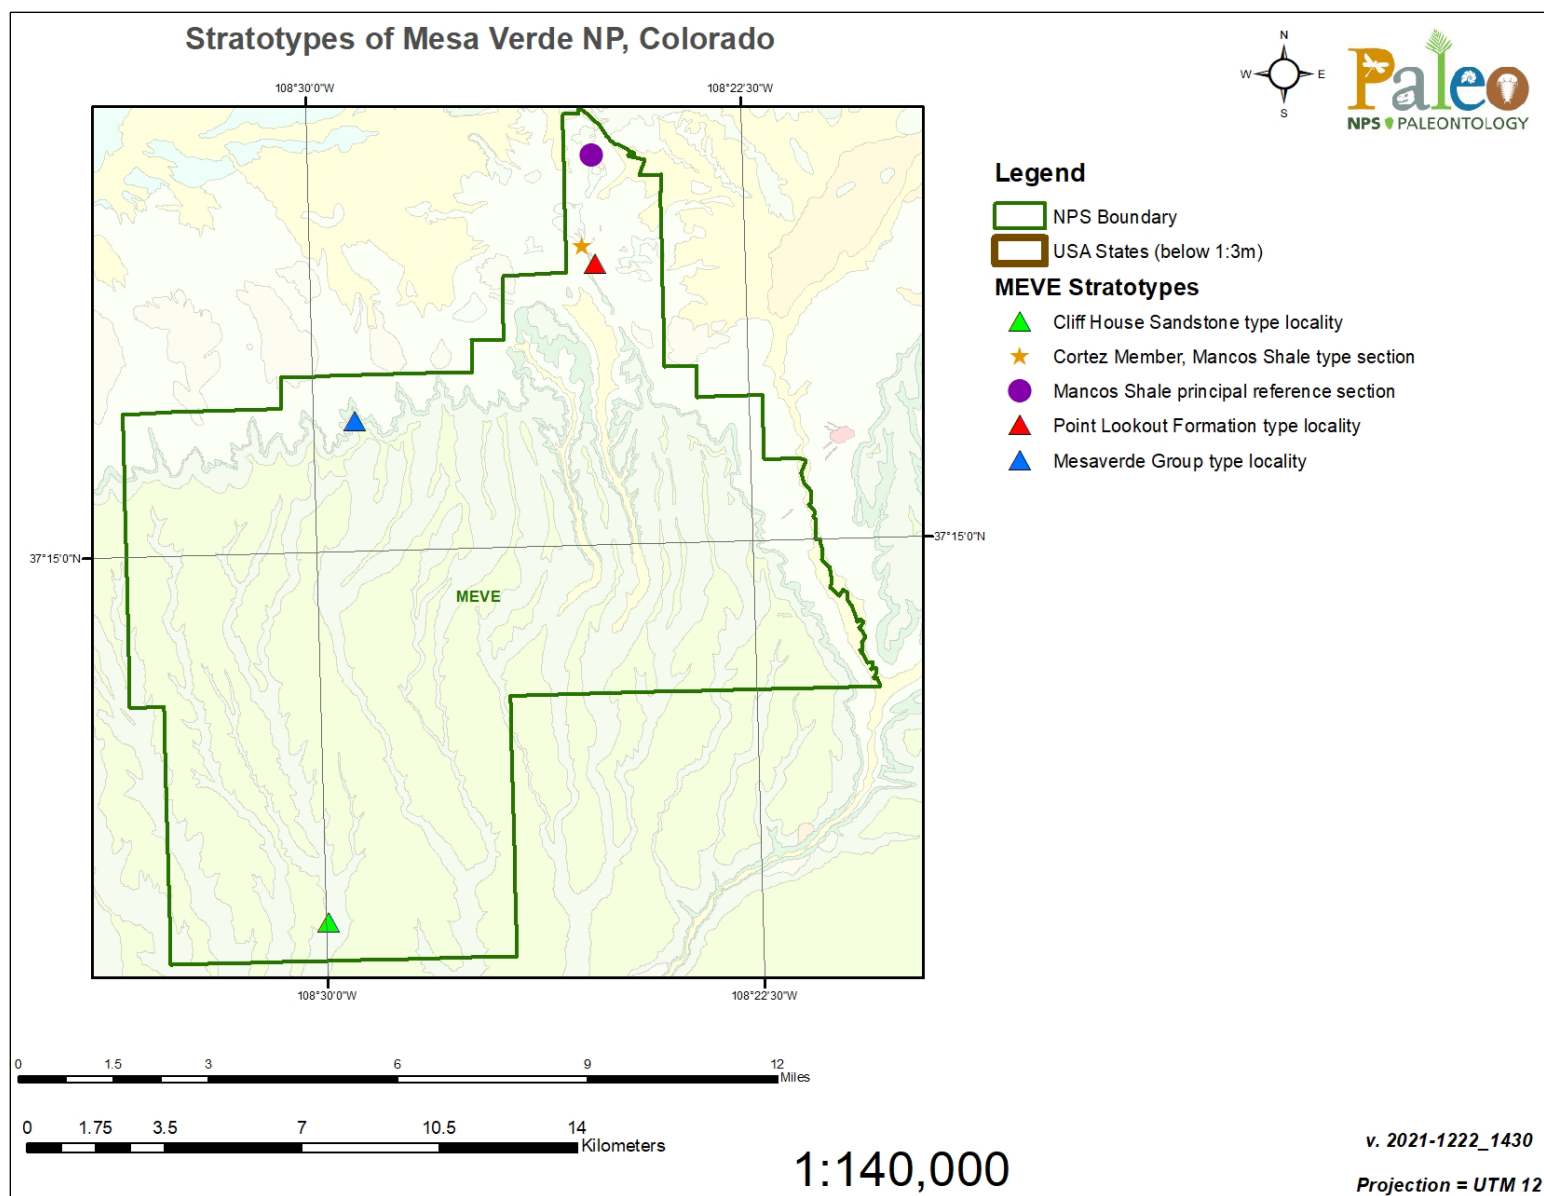 Stratotypes of Mesa Verde NP, Colorado
N
W E
S
Paleo
NPS PALEONTOLOGY
108°30'0"W 108°22'30"W
Legend
NPS Boundary
USA States (below 1:3m)
MEVE Stratotypes
Cliff House Sandstone type locality
Cortez Member, Mancos Shale type section
Mancos Shale principal reference section
Point Lookout Formation type locality
Mesaverde Group type locality
37°15'0"N 37°15'0"N
MEVE
108°30'0"W 108°22'30"W
0 1.5 3 6 9 12
Miles
0 1.75 3.5 7 10.5 14
Kilometers
1:140,000
v. 2021-1222_1430
Projection = UTM 12